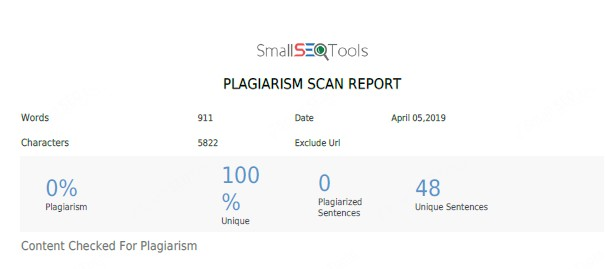 SmallSEOTools
PLAGIARISM SCAN REPORT
Words 911 Date April 05,2019
Characters 5822 Exclude Url
0%
Plagiarism
100
%
Unique
0
Plagiarized
Sentences
48
Unique Sentences
Content Checked For Plagiarism